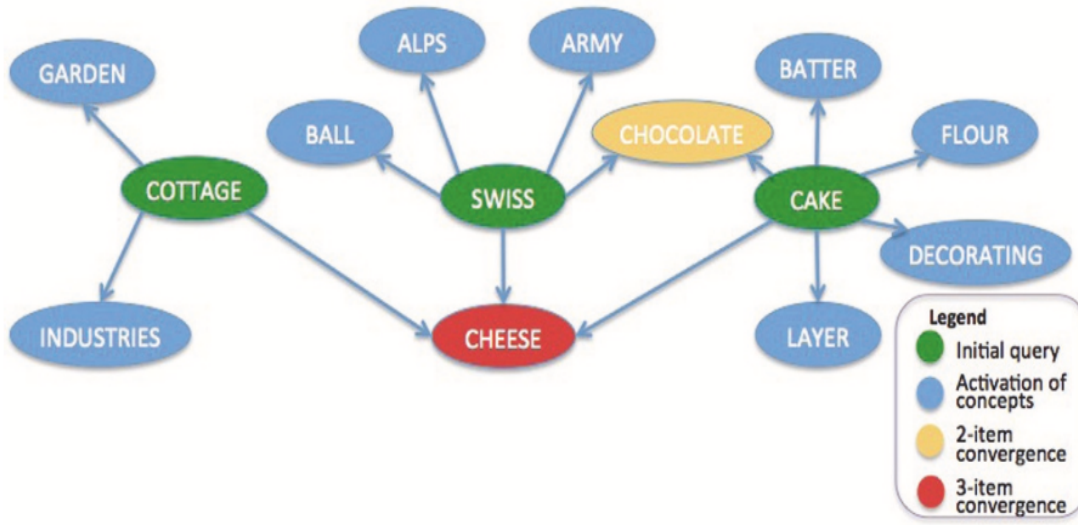 ALPS
ARMY
GARDEN
BATTER
BALL
CHOCOLATE
FLOUR
COTTAGE
SWISS
CAKE
DECORATING
INDUSTRIES
CHEESE
LAYER
Legend
Initial query
Activation of
concepts
2-item
convergence
3-item
convergence